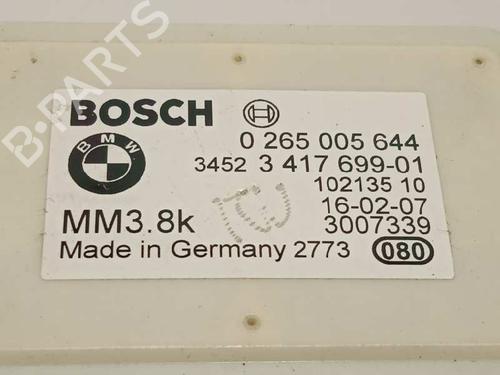 B-PARTS
BOSCH
BMW
0 265 005 644
3452 3 417 699-01
102135 10
16-02-07
MM3.8k 3007339
Made in Germany 2773 080